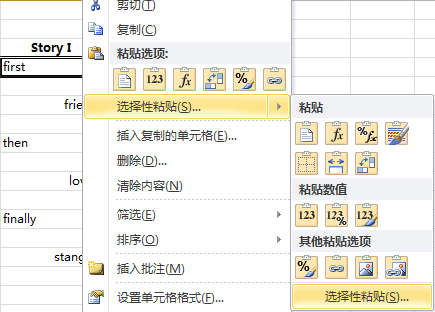 剪切(T)
复制(C)
粘贴选项:
123
fx
%
选择性粘贴(S)...
插入复制的单元格(E)...
删除(D)...
清除内容(N)
筛选(E)
排序(O)
插入批注(M)
设置单元格格式(F)...
Story I
first
frie
then
lov
finally
stang
粘贴
fx
%fx
粘贴数值
123
123%
123
其他粘贴选项
%
选择性粘贴(S)...